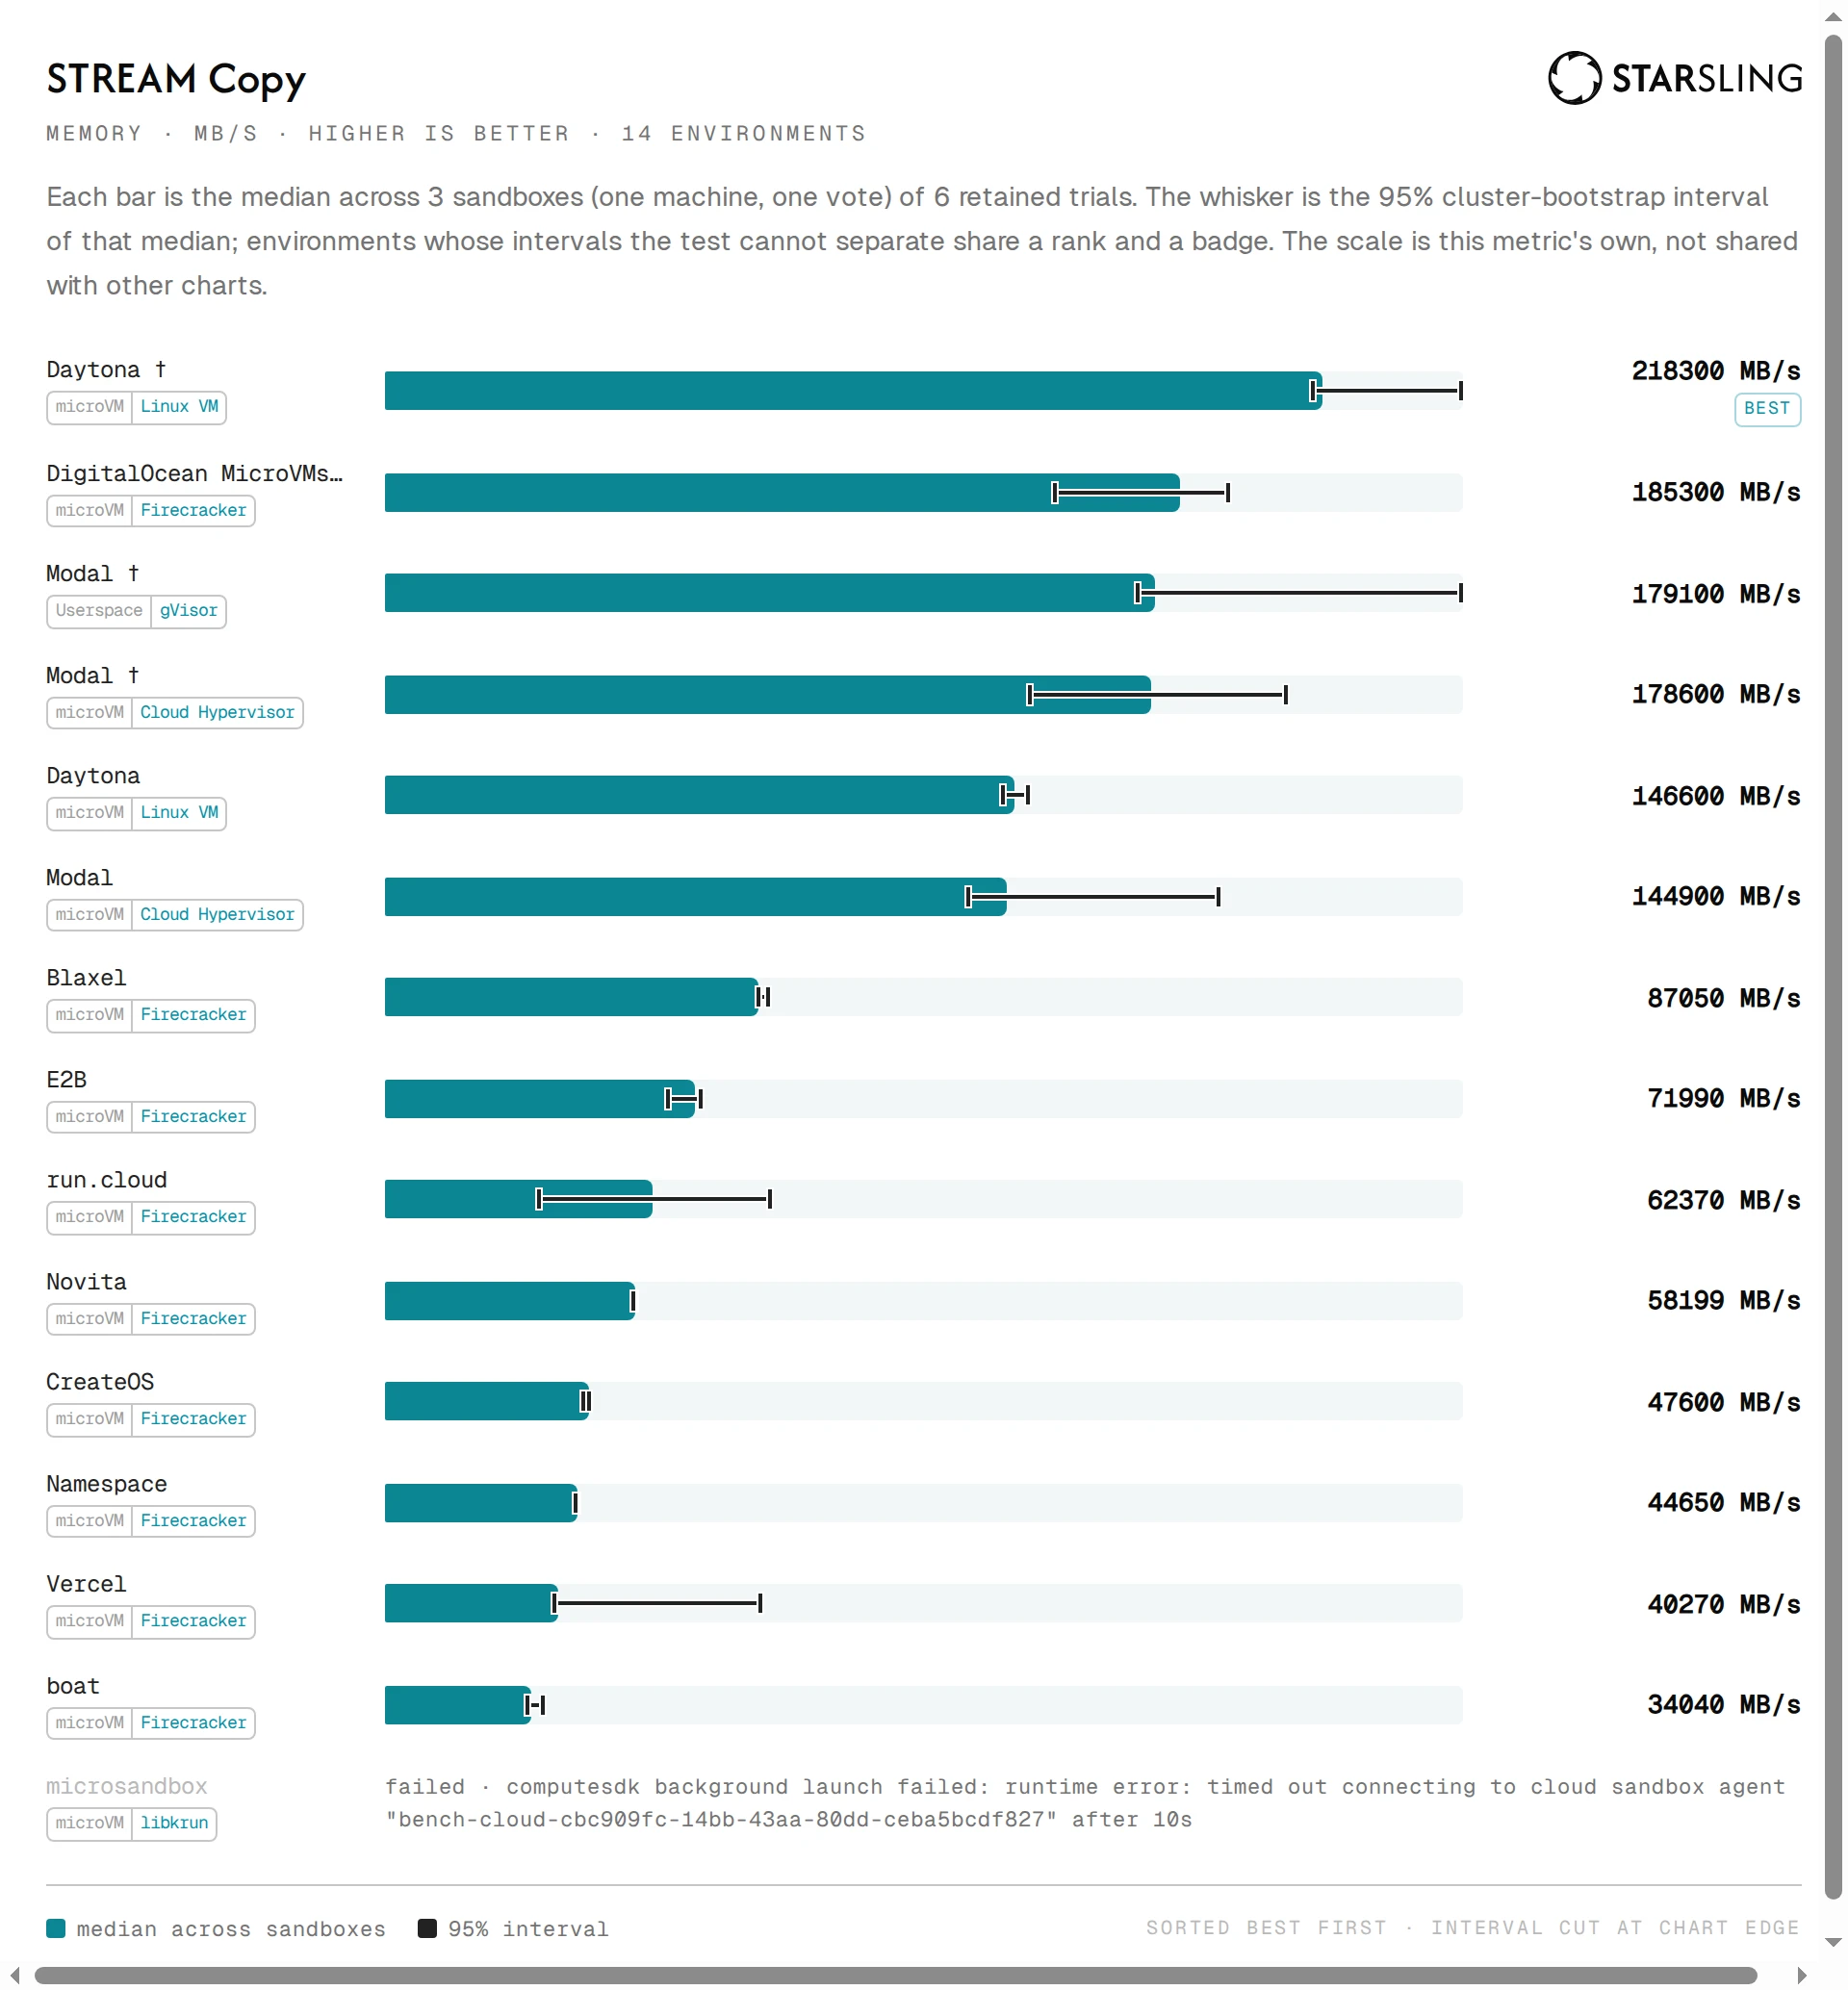 STREAM Copy
STARSLING
MEMORY · MB/S · HIGHER IS BETTER · 14 ENVIRONMENTS
Each bar is the median across 3 sandboxes (one machine, one vote) of 6 retained trials. The whisker is the 95% cluster-bootstrap interval
of that median; environments whose intervals the test cannot separate share a rank and a badge. The scale is this metric's own, not shared
with other charts.
Daytona †
microVM Linux VM
218300 MB/s
BEST
DigitalOcean MicroVMs…
microVM Firecracker
185300 MB/s
Modal †
Userspace gVisor
179100 MB/s
Modal †
microVM Cloud Hypervisor
178600 MB/s
Daytona
microVM Linux VM
146600 MB/s
Modal
microVM Cloud Hypervisor
144900 MB/s
Blaxel
microVM Firecracker
87050 MB/s
E2B
microVM Firecracker
71990 MB/s
run.cloud
microVM Firecracker
62370 MB/s
Novita
microVM Firecracker
58199 MB/s
CreateOS
microVM Firecracker
47600 MB/s
Namespace
microVM Firecracker
44650 MB/s
Vercel
microVM Firecracker
40270 MB/s
boat
microVM Firecracker
34040 MB/s
microsandbox
microVM libkrun
failed · computesdk background launch failed: runtime error: timed out connecting to cloud sandbox agent
"bench-cloud-cbc909fc-14bb-43aa-80dd-ceba5bcdf827" after 10s
median across sandboxes
95% interval
SORTED BEST FIRST · INTERVAL CUT AT CHART EDGE